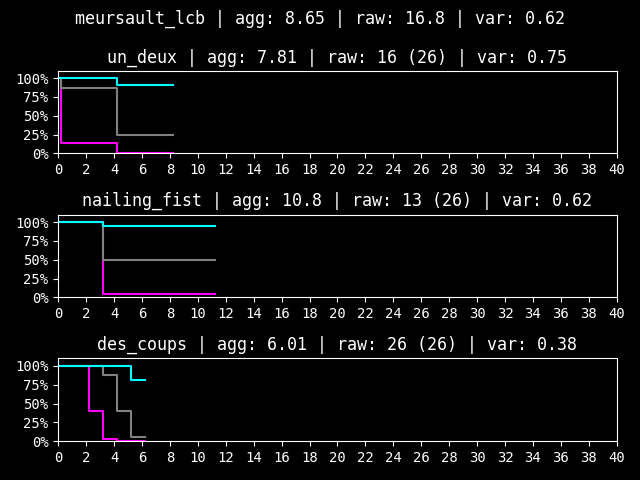 meursault_lcb | agg: 8.65 | raw: 16.8 | var: 0.62
un_deux | agg: 7.81 | raw: 16 (26) | var: 0.75
100%
75%
50%
25%
0%
0 2 4 6 8 10 12 14 16 18 20 22 24 26 28 30 32 34 36 38 40
nailing_fist | agg: 10.8 | raw: 13 (26) | var: 0.62
100%
75%
50%
25%
0%
0 2 4 6 8 10 12 14 16 18 20 22 24 26 28 30 32 34 36 38 40
des_coups | agg: 6.01 | raw: 26 (26) | var: 0.38
100%
75%
50%
25%
0%
0 2 4 6 8 10 12 14 16 18 20 22 24 26 28 30 32 34 36 38 40